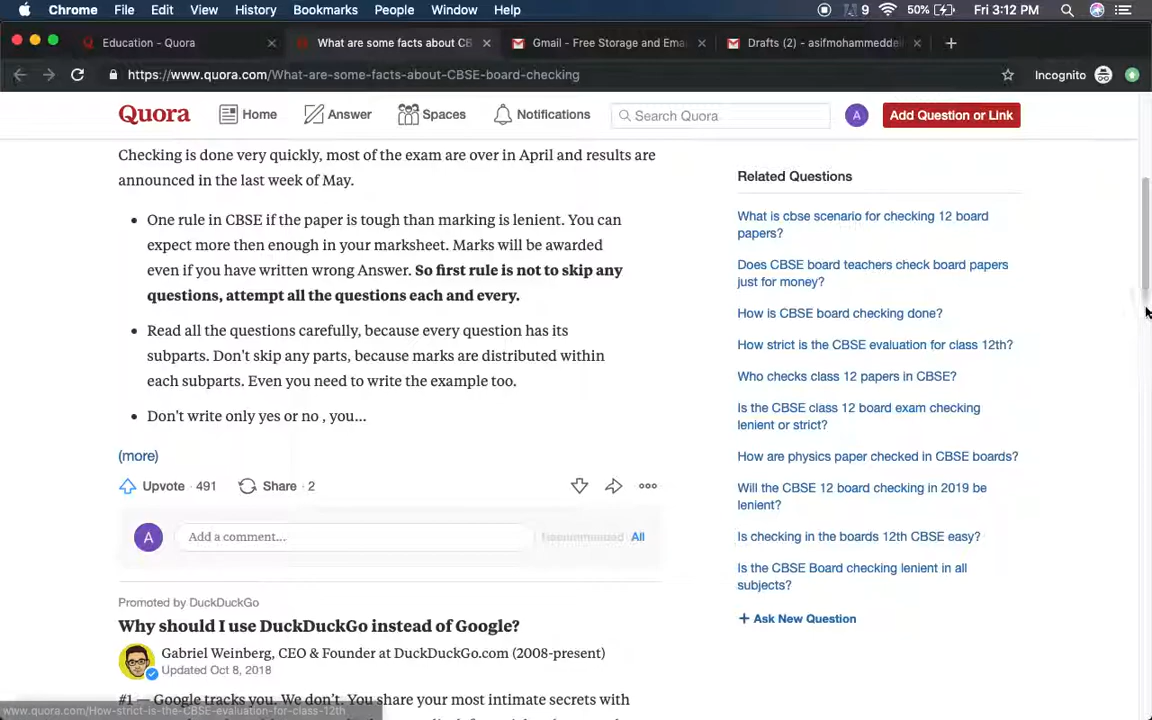 Chrome File Edit View History Bookmarks People Window Help 9 50% Fri 3:12 PM
Education - Quora What are some facts about CB Gmail - Free Storage and Ema Drafts (2) - asifmohammedde
https://www.quora.com/What-are-some-facts-about-CBSE-board-checking Incognito
Quora Home Answer Spaces Notifications Search Quora A Add Question or Link
Checking is done very quickly, most of the exam are over in April and results are
announced in the last week of May.
• One rule in CBSE if the paper is tough than marking is lenient. You can
expect more then enough in your marksheet. Marks will be awarded
even if you have written wrong Answer. So first rule is not to skip any
questions, attempt all the questions each and every.
• Read all the questions carefully, because every question has its
subparts. Don't skip any parts, because marks are distributed within
each subparts. Even you need to write the example too.
• Don't write only yes or no , you...
(more)
Upvote · 491 Share · 2
A Add a comment... Recommended All
Promoted by DuckDuckGo
Why should I use DuckDuckGo instead of Google?
Gabriel Weinberg, CEO & Founder at DuckDuckGo.com (2008-present)
Updated Oct 8, 2018
#1 — Google tracks you. We don't. You share your most intimate secrets with
Related Questions
What is cbse scenario for checking 12 board
papers?
Does CBSE board teachers check board papers
just for money?
How is CBSE board checking done?
How strict is the CBSE evaluation for class 12th?
Who checks class 12 papers in CBSE?
Is the CBSE class 12 board exam checking
lenient or strict?
How are physics paper checked in CBSE boards?
Will the CBSE 12 board checking in 2019 be
lenient?
Is checking in the boards 12th CBSE easy?
Is the CBSE Board checking lenient in all
subjects?
+ Ask New Question
www.quora.com/How-strict-is-the-CBSE-evaluation-for-class-12th